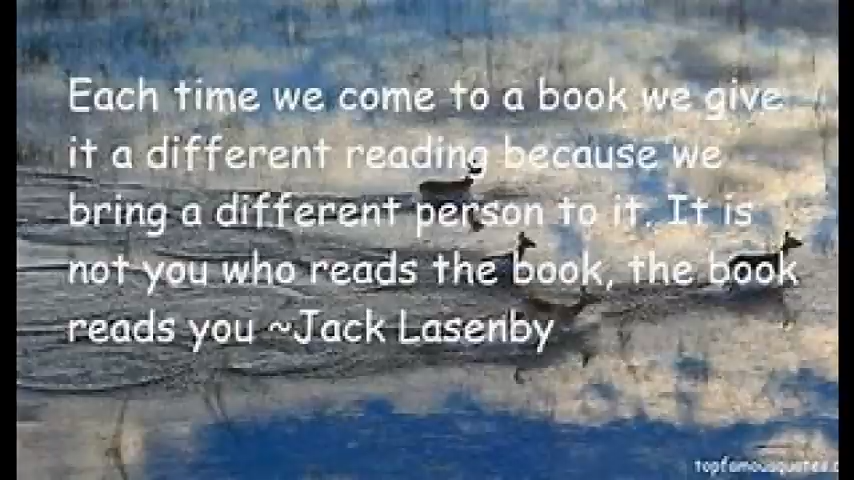 Each time we come to a book we give
it a different reading because we
bring a different person to it. It is
not you who reads the book, the book
reads you ~Jack Lasenby